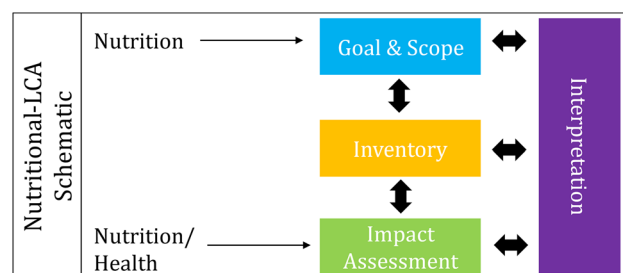 Nutritional-LCA
Schematic
Nutrition
Goal & Scope
Inventory
Nutrition/
Health
Impact
Assessment
Interpretation